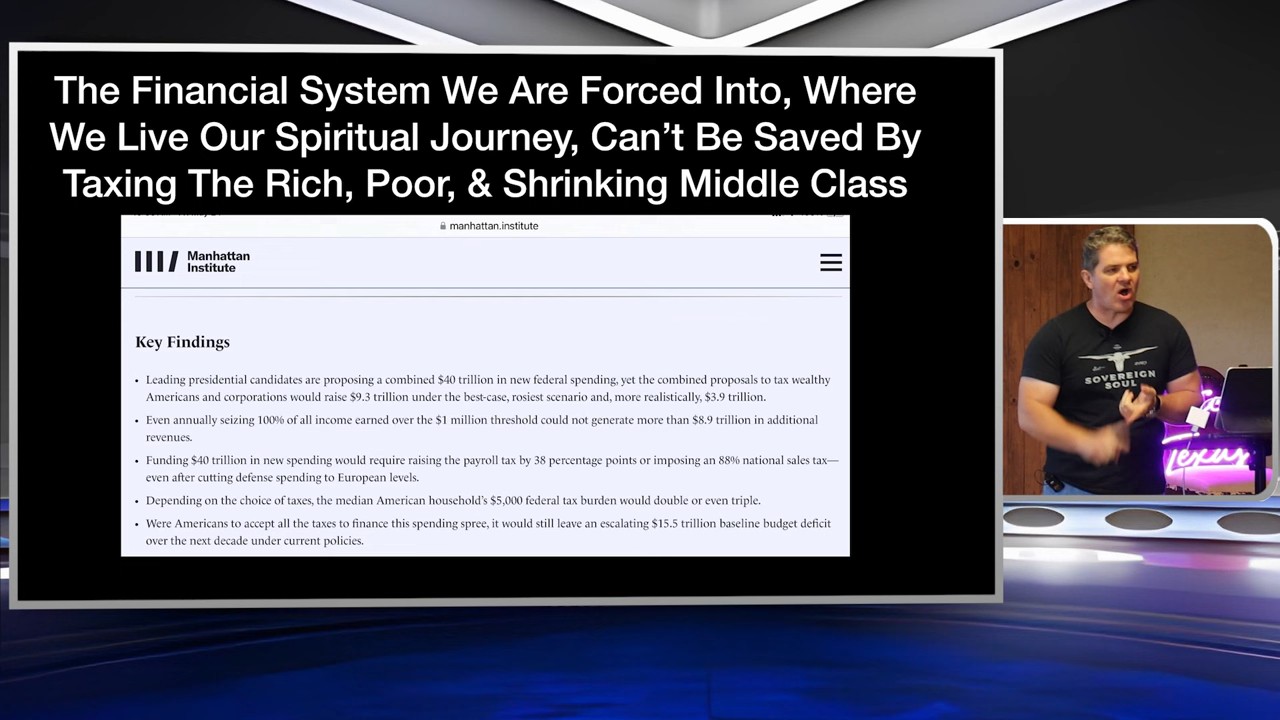 The Financial System We Are Forced Into, Where
We Live Our Spiritual Journey, Can't Be Saved By
Taxing The Rich, Poor, & Shrinking Middle Class
manhattan.institute
Manhattan
Institute
Key Findings
• Leading presidential candidates are proposing a combined $40 trillion in new federal spending, yet the combined proposals to tax wealthy
Americans and corporations would raise $9.3 trillion under the best-case, rosiest scenario and, more realistically, $3.9 trillion.
• Even annually seizing 100% of all income earned over the $1 million threshold could not generate more than $8.9 trillion in additional
revenues.
• Funding $40 trillion in new spending would require raising the payroll tax by 38 percentage points or imposing an 88% national sales tax—
even after cutting defense spending to European levels.
• Depending on the choice of taxes, the median American household's $5,000 federal tax burden would double or even triple.
• Were Americans to accept all the taxes to finance this spending spree, it would still leave an escalating $15.5 trillion baseline budget deficit
over the next decade under current policies.
SOVEREIGN
SOUL
Texas